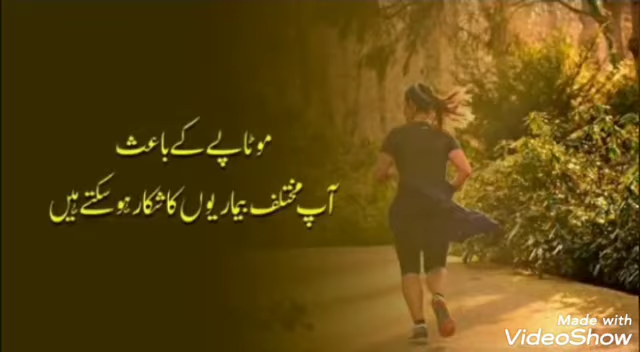 موٹاپے کے باعث
آپ مختلف بیماریوں کا شکار ہو سکتے ہیں
Made with
VideoShow